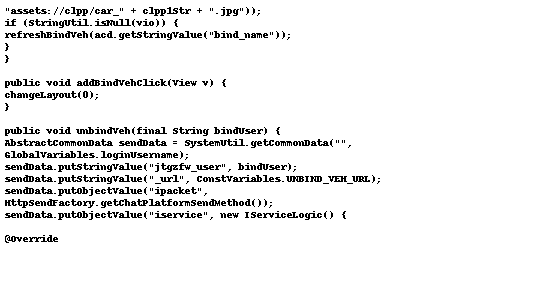 "assets://clpp/car_" + clpp1Str + ".jpg"));
if (StringUtil.isNull(vio)) {
refreshBindVeh(acd.getStringValue("bind_name"));
}
}
public void addBindVehClick(View v) {
changeLayout(0);
}
public void unbindVeh(final String bindUser) {
AbstractCommonData sendData = SystemUtil.getCommonData("",
GlobalVariables.loginUsername);
sendData.putStringValue("jtgzfw_user", bindUser);
sendData.putStringValue("_url", ConstVariables.UNBIND_VEH_URL);
sendData.putObjectValue("ipacket",
HttpSendFactory.getChatPlatformSendMethod());
sendData.putObjectValue("iservice", new IServiceLogic() {
@Override